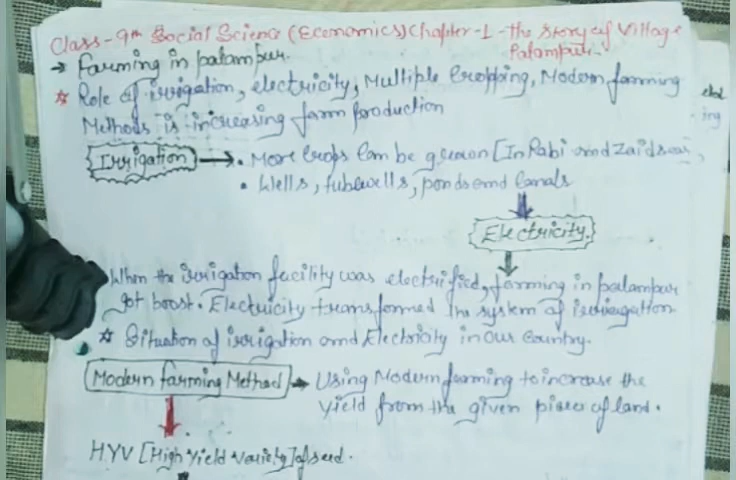 Class-9th Social Science (Economics) Chapter-1-the story of Village
Palampur.
→ Farming in palampur.
☆ Role of irrigation, electricity, Multiple Cropping, Modern farming
Methods is increasing farm production
Irrigation → • More Crops Can be grown [In Rabi and Zaid
• Wells, tubewells, ponds and Canals
Electricity.
When the irrigation facility was electrified, farming in palampur
got boost. Electricity transformed the system of irrigation
☆ Situation of irrigation and Electricity in our Country.
Modern farming Method → Using Modern farming to increase the
yield from the given pieces of land.
HYV [High Yield Variety] of seed.